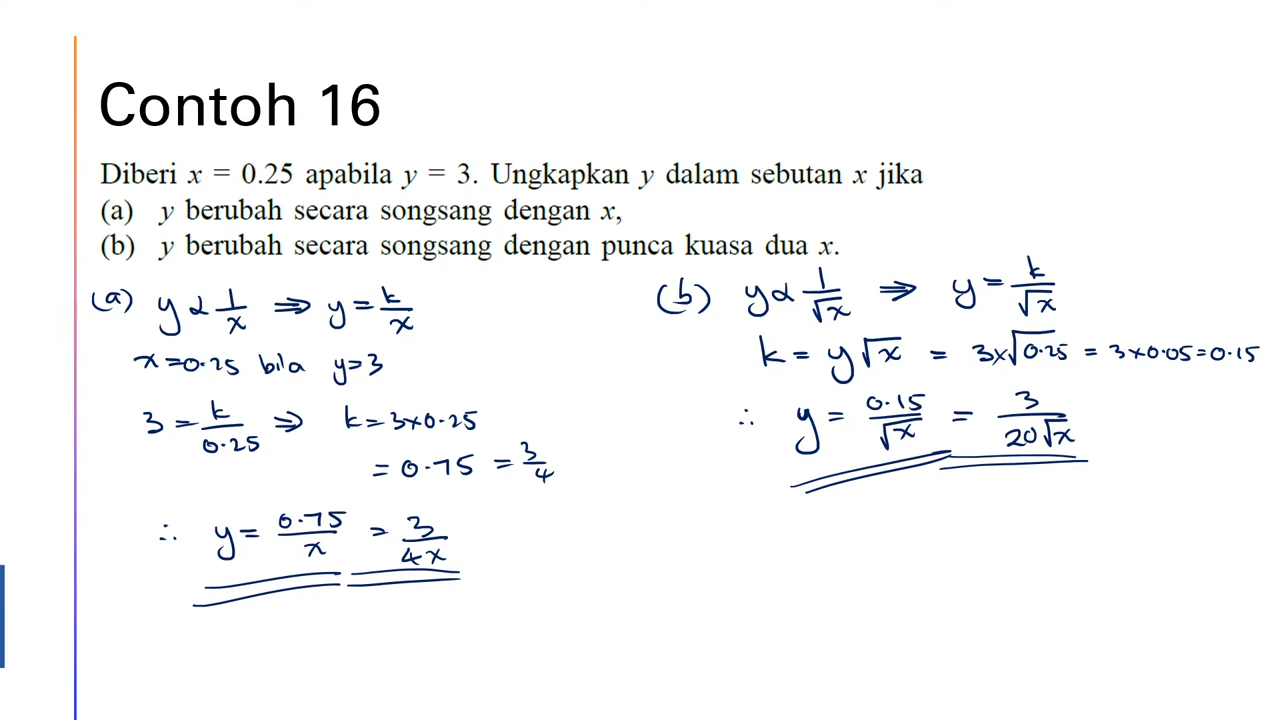 Contoh 16
Diberi x = 0.25 apabila y = 3. Ungkapkan y dalam sebutan x jika
(a) y berubah secara songsang dengan x,
(b) y berubah secara songsang dengan punca kuasa dua x.
(a) y ∝ 1/x ⇒ y = k/x
x = 0.25 bila y = 3
3 = k/0.25 ⇒ k = 3×0.25
= 0.75 = 3/4
∴ y = 0.75/x = 3/4x
(b) y ∝ 1/√x ⇒ y = k/√x
k = y√x = 3×√0.25 = 3×0.05 = 0.15
∴ y = 0.15/√x = 3/20√x